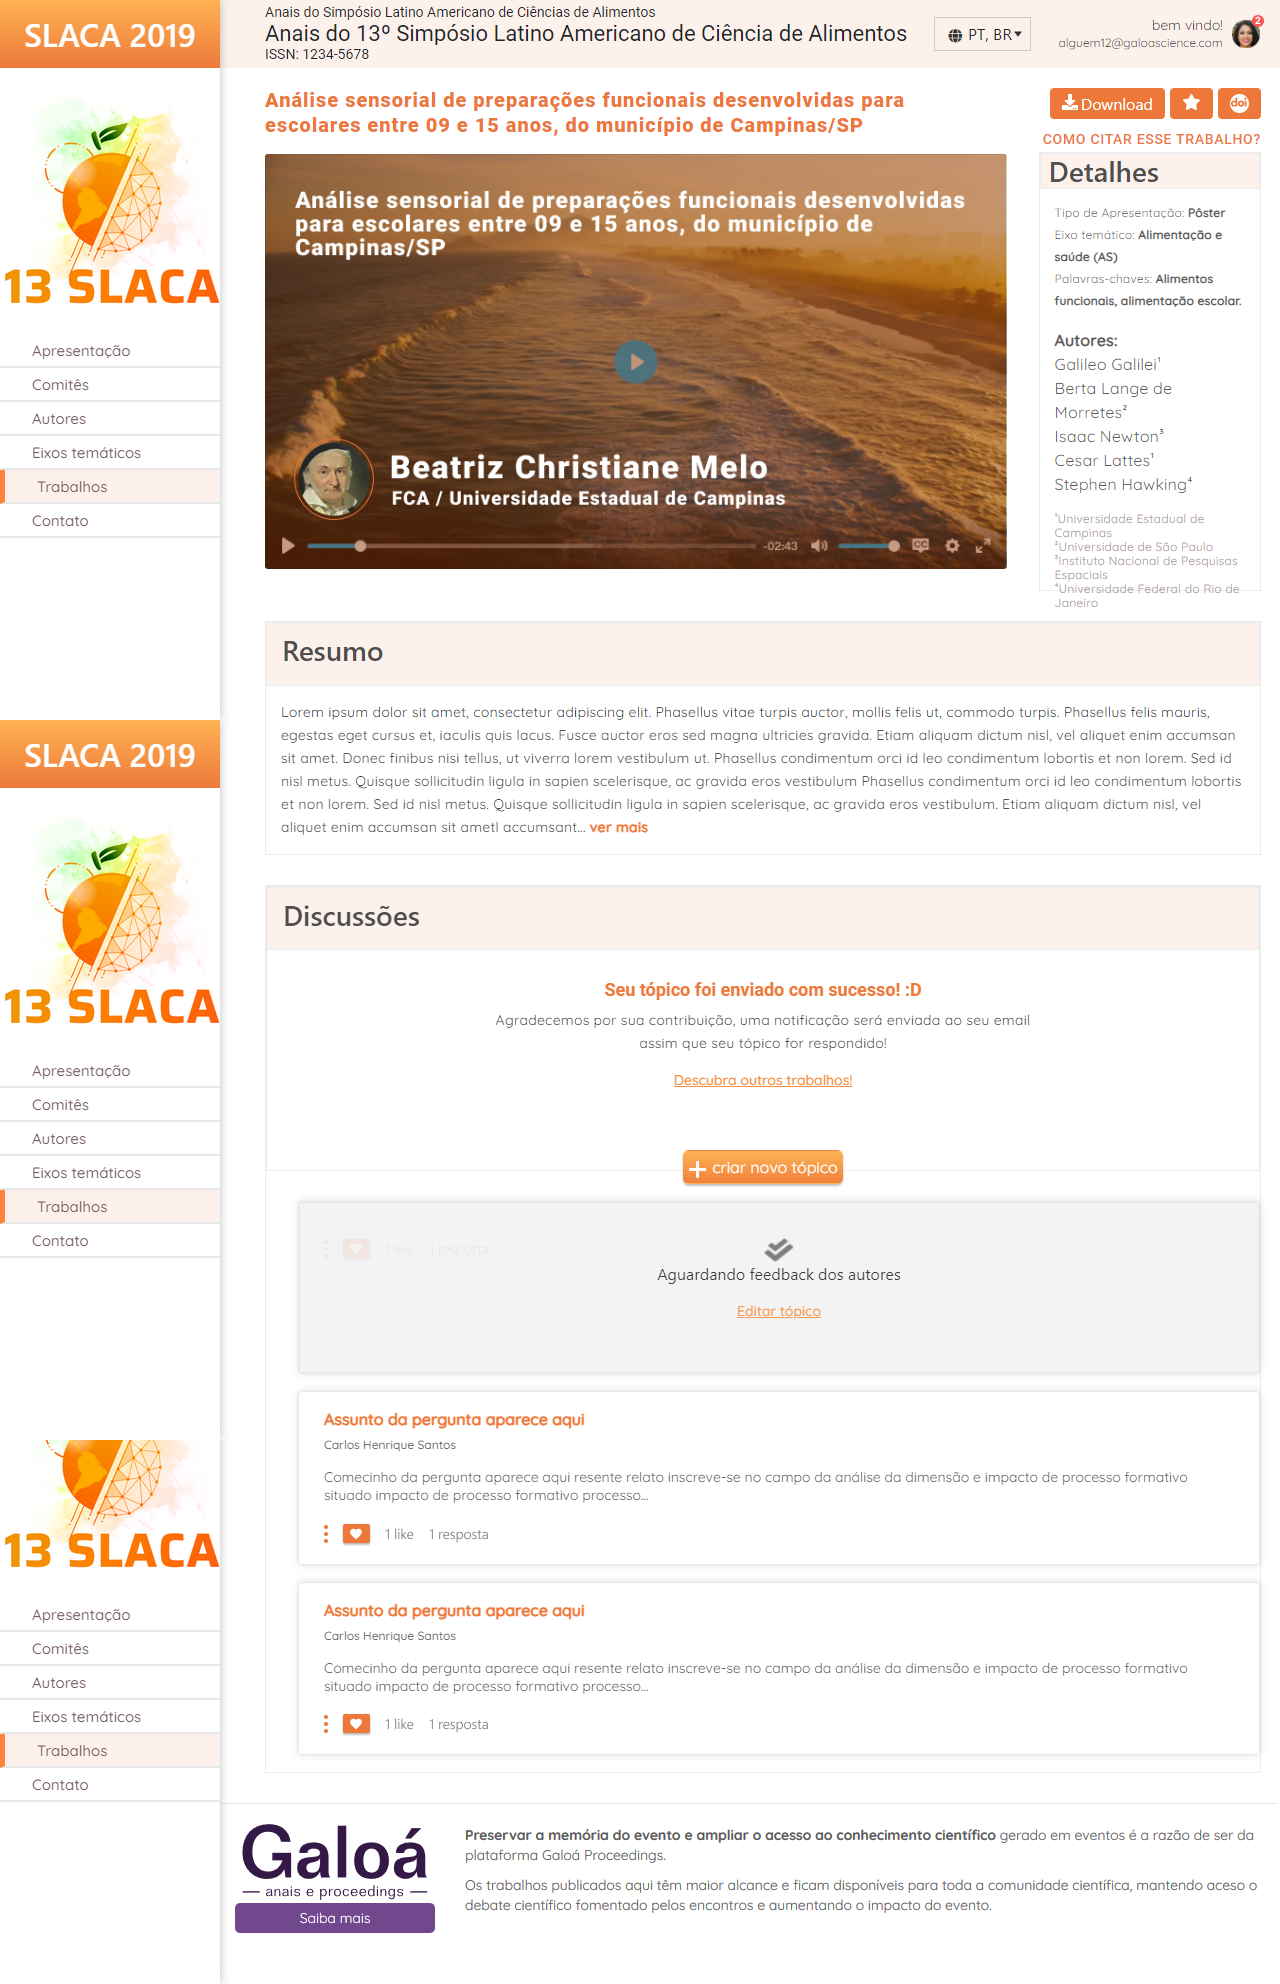 SLACA 2019
13 SLACA
Apresentação
Comitês
Autores
Eixos temáticos
Trabalhos
Contato
Anais do Simpósio Latino Americano de Ciências de Alimentos
Anais do 13º Simpósio Latino Americano de Ciência de Alimentos
ISSN: 1234-5678
PT, BR
bem vindo!
alguem12@galoascience.com
2
Análise sensorial de preparações funcionais desenvolvidas para
escolares entre 09 e 15 anos, do município de Campinas/SP
Download
doi
COMO CITAR ESSE TRABALHO?
Análise sensorial de preparações funcionais desenvolvidas
para escolares entre 09 e 15 anos, do município de
Campinas/SP
Beatriz Christiane Melo
FCA / Universidade Estadual de Campinas
-02:43
CC
Detalhes
Tipo de Apresentação: Pôster
Eixo temático: Alimentação e
saúde (AS)
Palavras-chaves: Alimentos
funcionais, alimentação escolar.
Autores:
Galileo Galilei¹
Berta Lange de
Morretes²
Isaac Newton³
Cesar Lattes¹
Stephen Hawking⁴
¹Universidade Estadual de
Campinas
²Universidade de São Paulo
³Instituto Nacional de Pesquisas
Espaciais
⁴Universidade Federal do Rio de
Janeiro
Resumo
Lorem ipsum dolor sit amet, consectetur adipiscing elit. Phasellus vitae turpis auctor, mollis felis ut, commodo turpis. Phasellus felis mauris,
egestas eget cursus et, iaculis quis lacus. Fusce auctor eros sed magna ultricies gravida. Etiam aliquam dictum nisl, vel aliquet enim accumsan
sit amet. Donec finibus nisi tellus, ut viverra lorem vestibulum ut. Phasellus condimentum orci id leo condimentum lobortis et non lorem. Sed id
nisl metus. Quisque sollicitudin ligula in sapien scelerisque, ac gravida eros vestibulum Phasellus condimentum orci id leo condimentum lobortis
et non lorem. Sed id nisl metus. Quisque sollicitudin ligula in sapien scelerisque, ac gravida eros vestibulum. Etiam aliquam dictum nisl, vel
aliquet enim accumsan sit ametl accumsant... ver mais
SLACA 2019
13 SLACA
Apresentação
Comitês
Autores
Eixos temáticos
Trabalhos
Contato
Discussões
Seu tópico foi enviado com sucesso! :D
Agradecemos por sua contribuição, uma notificação será enviada ao seu email
assim que seu tópico for respondido!
Descubra outros trabalhos!
criar novo tópico
1 like 1 resposta
Aguardando feedback dos autores
Editar tópico
Assunto da pergunta aparece aqui
Carlos Henrique Santos
Comecinho da pergunta aparece aqui resente relato inscreve-se no campo da análise da dimensão e impacto de processo formativo
situado impacto de processo formativo processo...
1 like 1 resposta
Assunto da pergunta aparece aqui
Carlos Henrique Santos
Comecinho da pergunta aparece aqui resente relato inscreve-se no campo da análise da dimensão e impacto de processo formativo
situado impacto de processo formativo processo...
1 like 1 resposta
13 SLACA
Apresentação
Comitês
Autores
Eixos temáticos
Trabalhos
Contato
Galoá
anais e proceedings
Saiba mais
Preservar a memória do evento e ampliar o acesso ao conhecimento científico gerado em eventos é a razão de ser da
plataforma Galoá Proceedings.
Os trabalhos publicados aqui têm maior alcance e ficam disponíveis para toda a comunidade científica, mantendo aceso o
debate científico fomentado pelos encontros e aumentando o impacto do evento.